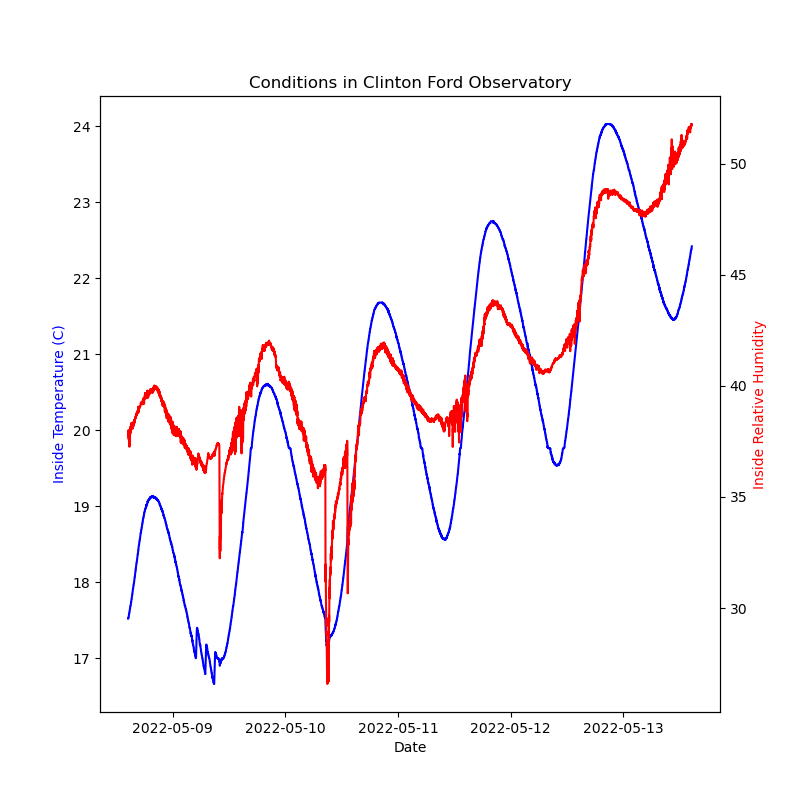 Conditions in Clinton Ford Observatory
24
23
22
21
20
19
18
17
Inside Temperature (C)
50
45
40
35
30
Inside Relative Humidity
2022-05-09 2022-05-10 2022-05-11 2022-05-12 2022-05-13
Date